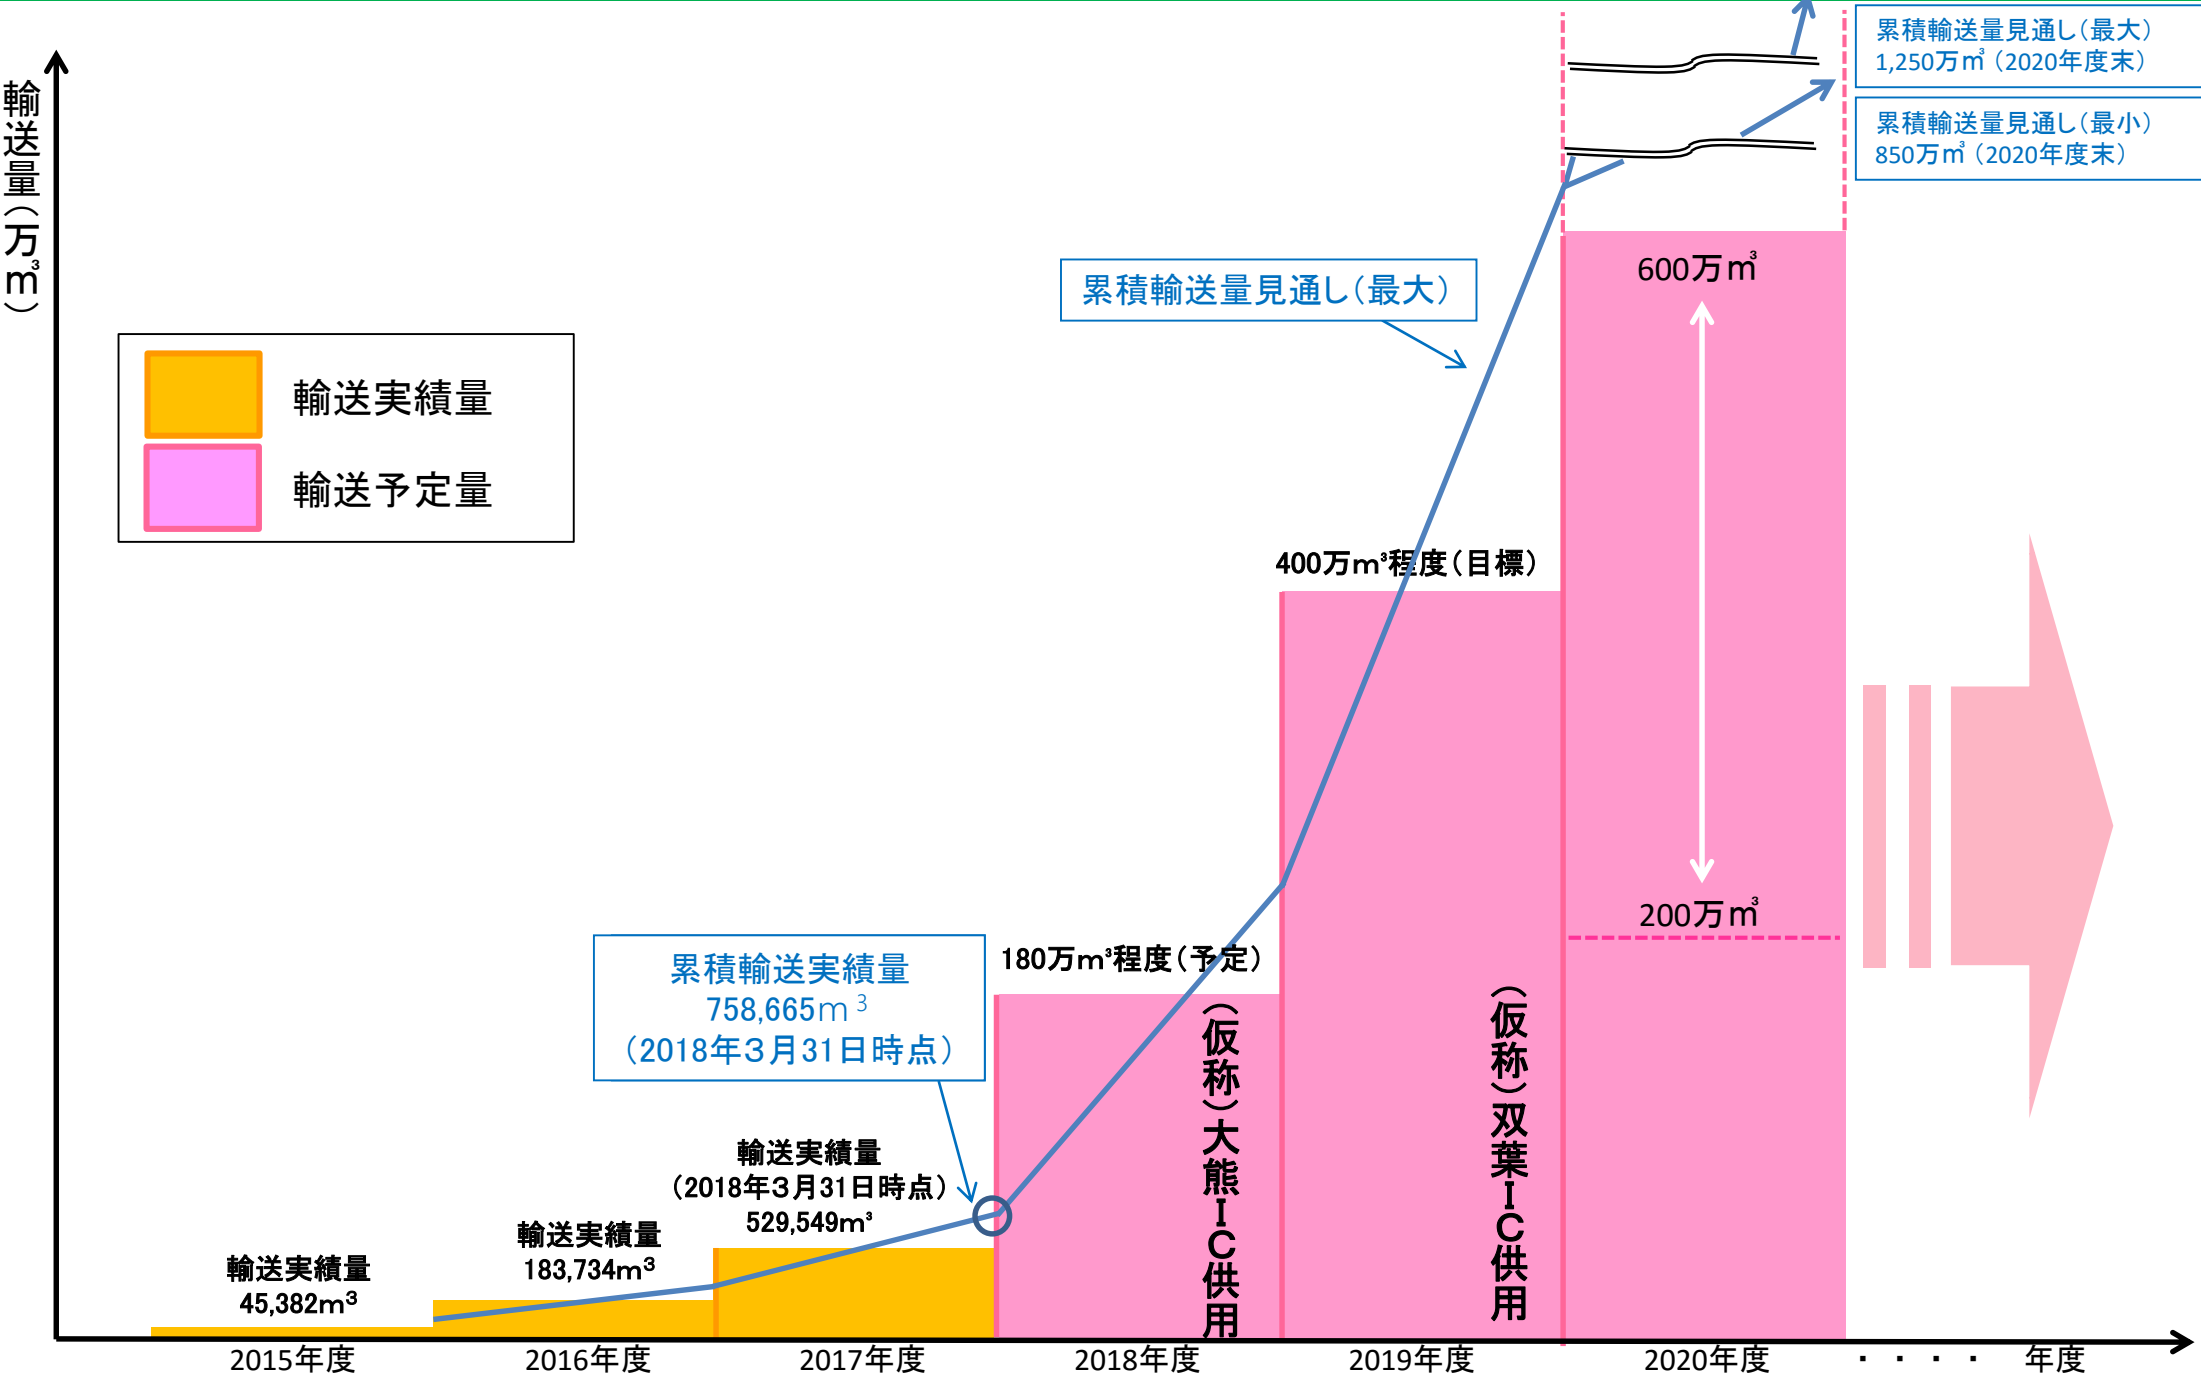 輸送量（万㎥）
累積輸送量見通し（最大）
1,250万㎥（2020年度末）
累積輸送量見通し（最小）
850万㎥（2020年度末）
600万㎥
累積輸送量見通し（最大）
輸送実績量
輸送予定量
400万m³程度（目標）
200万㎥
180万m³程度（予定）
累積輸送実績量
758,665m³
（2018年３月31日時点）
（仮称）大熊ＩＣ供用
（仮称）双葉ＩＣ供用
輸送実績量
（2018年３月31日時点）
529,549m³
輸送実績量
183,734m³
輸送実績量
45,382m³
2015年度
2016年度
2017年度
2018年度
2019年度
2020年度
・・・・
年度